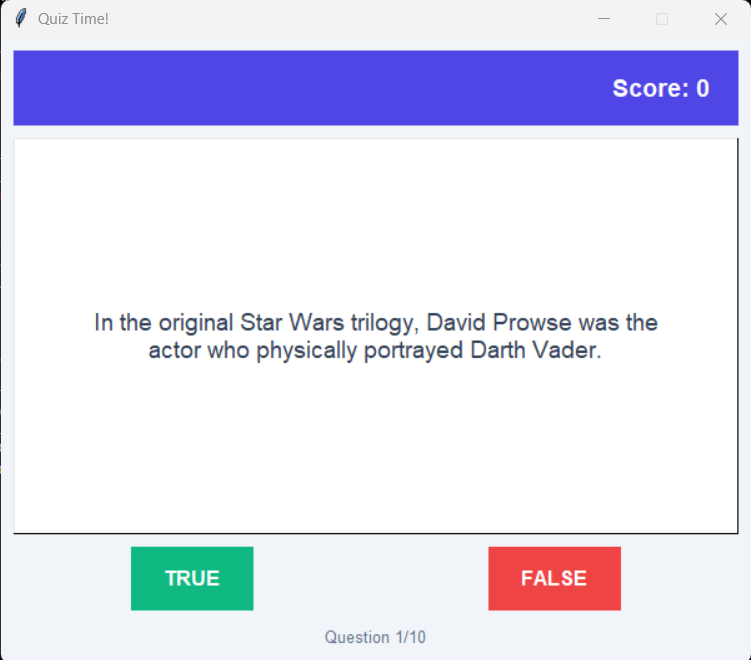 Quiz Time!
Score: 0
In the original Star Wars trilogy, David Prowse was the
actor who physically portrayed Darth Vader.
TRUE
FALSE
Question 1/10